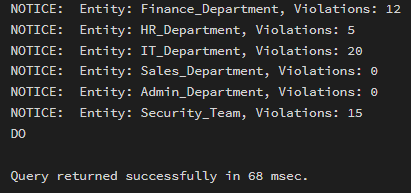 NOTICE:  Entity: Finance_Department, Violations: 12
NOTICE:  Entity: HR_Department, Violations: 5
NOTICE:  Entity: IT_Department, Violations: 20
NOTICE:  Entity: Sales_Department, Violations: 0
NOTICE:  Entity: Admin_Department, Violations: 0
NOTICE:  Entity: Security_Team, Violations: 15
DO
Query returned successfully in 68 msec.